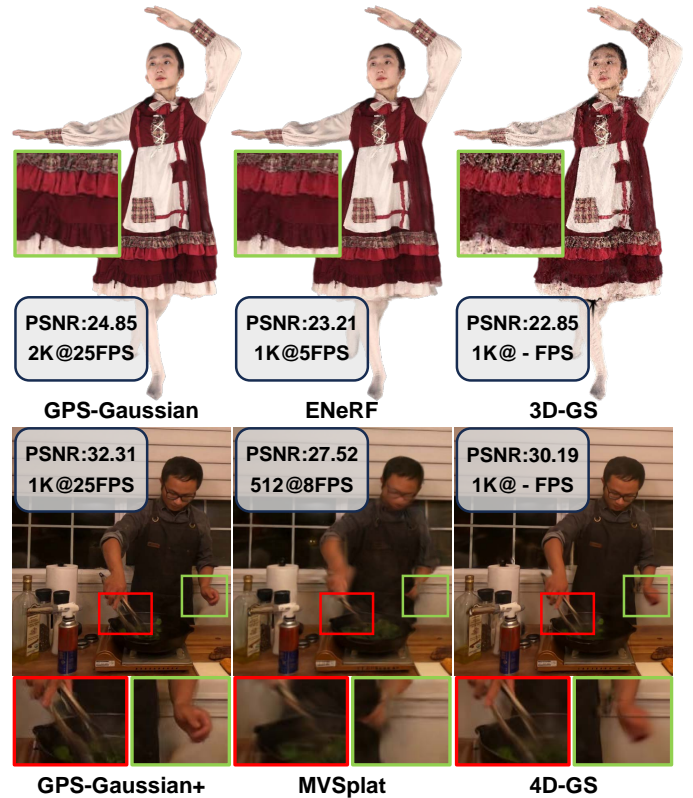 PSNR:24.85
2K@25FPS
PSNR:23.21
1K@5FPS
PSNR:22.85
1K@ - FPS
GPS-Gaussian
ENeRF
3D-GS
PSNR:32.31
1K@25FPS
PSNR:27.52
512@8FPS
PSNR:30.19
1K@ - FPS
GPS-Gaussian+
MVSplat
4D-GS